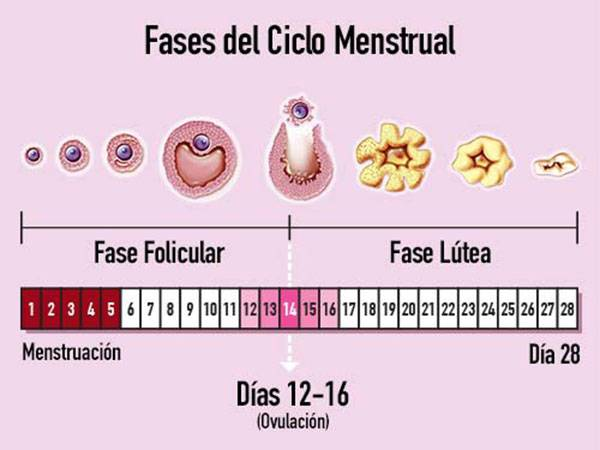 Fases del Ciclo Menstrual
Fase Folicular Fase Lútea
1 2 3 4 5 6 7 8 9 10 11 12 13 14 15 16 17 18 19 20 21 22 23 24 25 26 27 28
Menstruación Día 28
Días 12-16
(Ovulación)